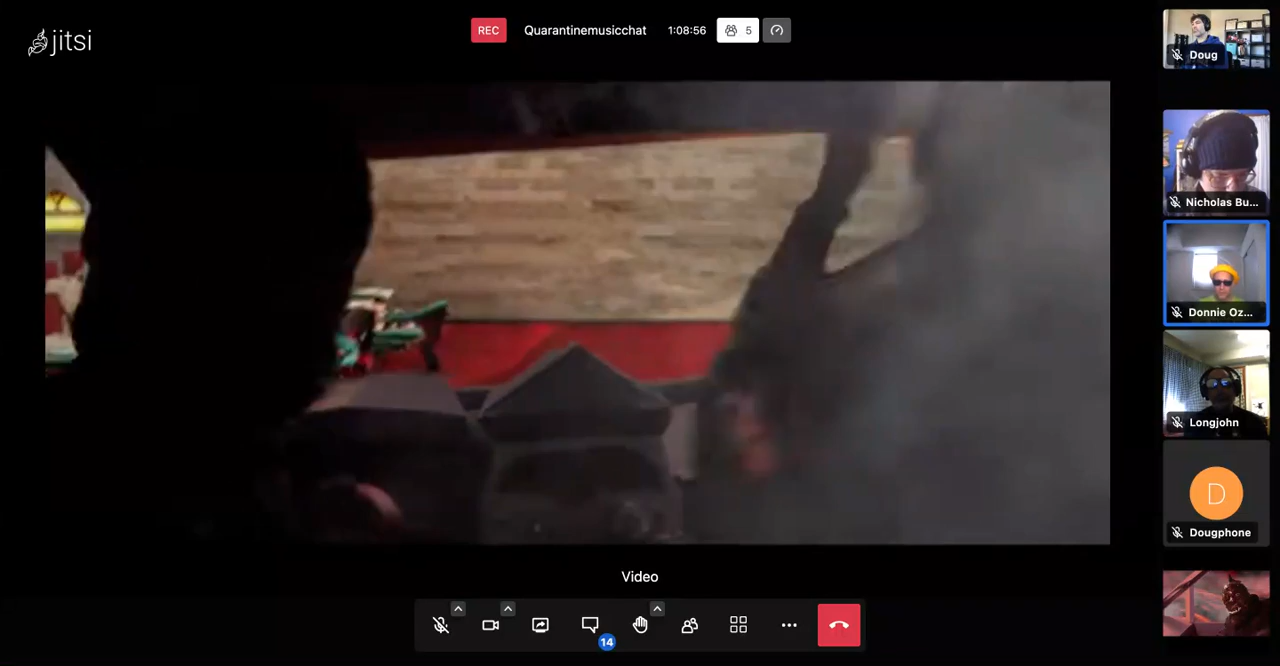 jitsi
REC Quarantinemusicchat 1:08:56 5
Doug
Nicholas Bu...
Donnie Oz...
Longjohn
D
Dougphone
Video
14